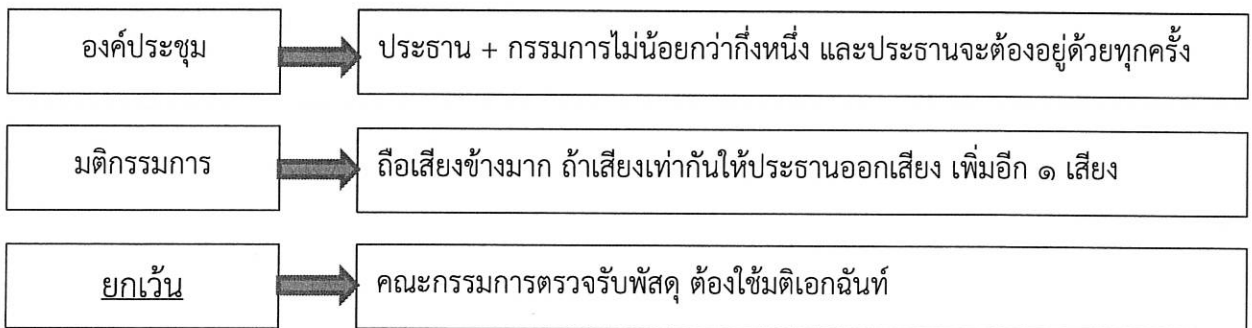 องค์ประชุม
ประธาน + กรรมการไม่น้อยกว่ากึ่งหนึ่ง และประธานจะต้องอยู่ด้วยทุกครั้ง
มติกรรมการ
ถือเสียงข้างมาก ถ้าเสียงเท่ากันให้ประธานออกเสียง เพิ่มอีก ๑ เสียง
ยกเว้น
คณะกรรมการตรวจรับพัสดุ ต้องใช้มติเอกฉันท์